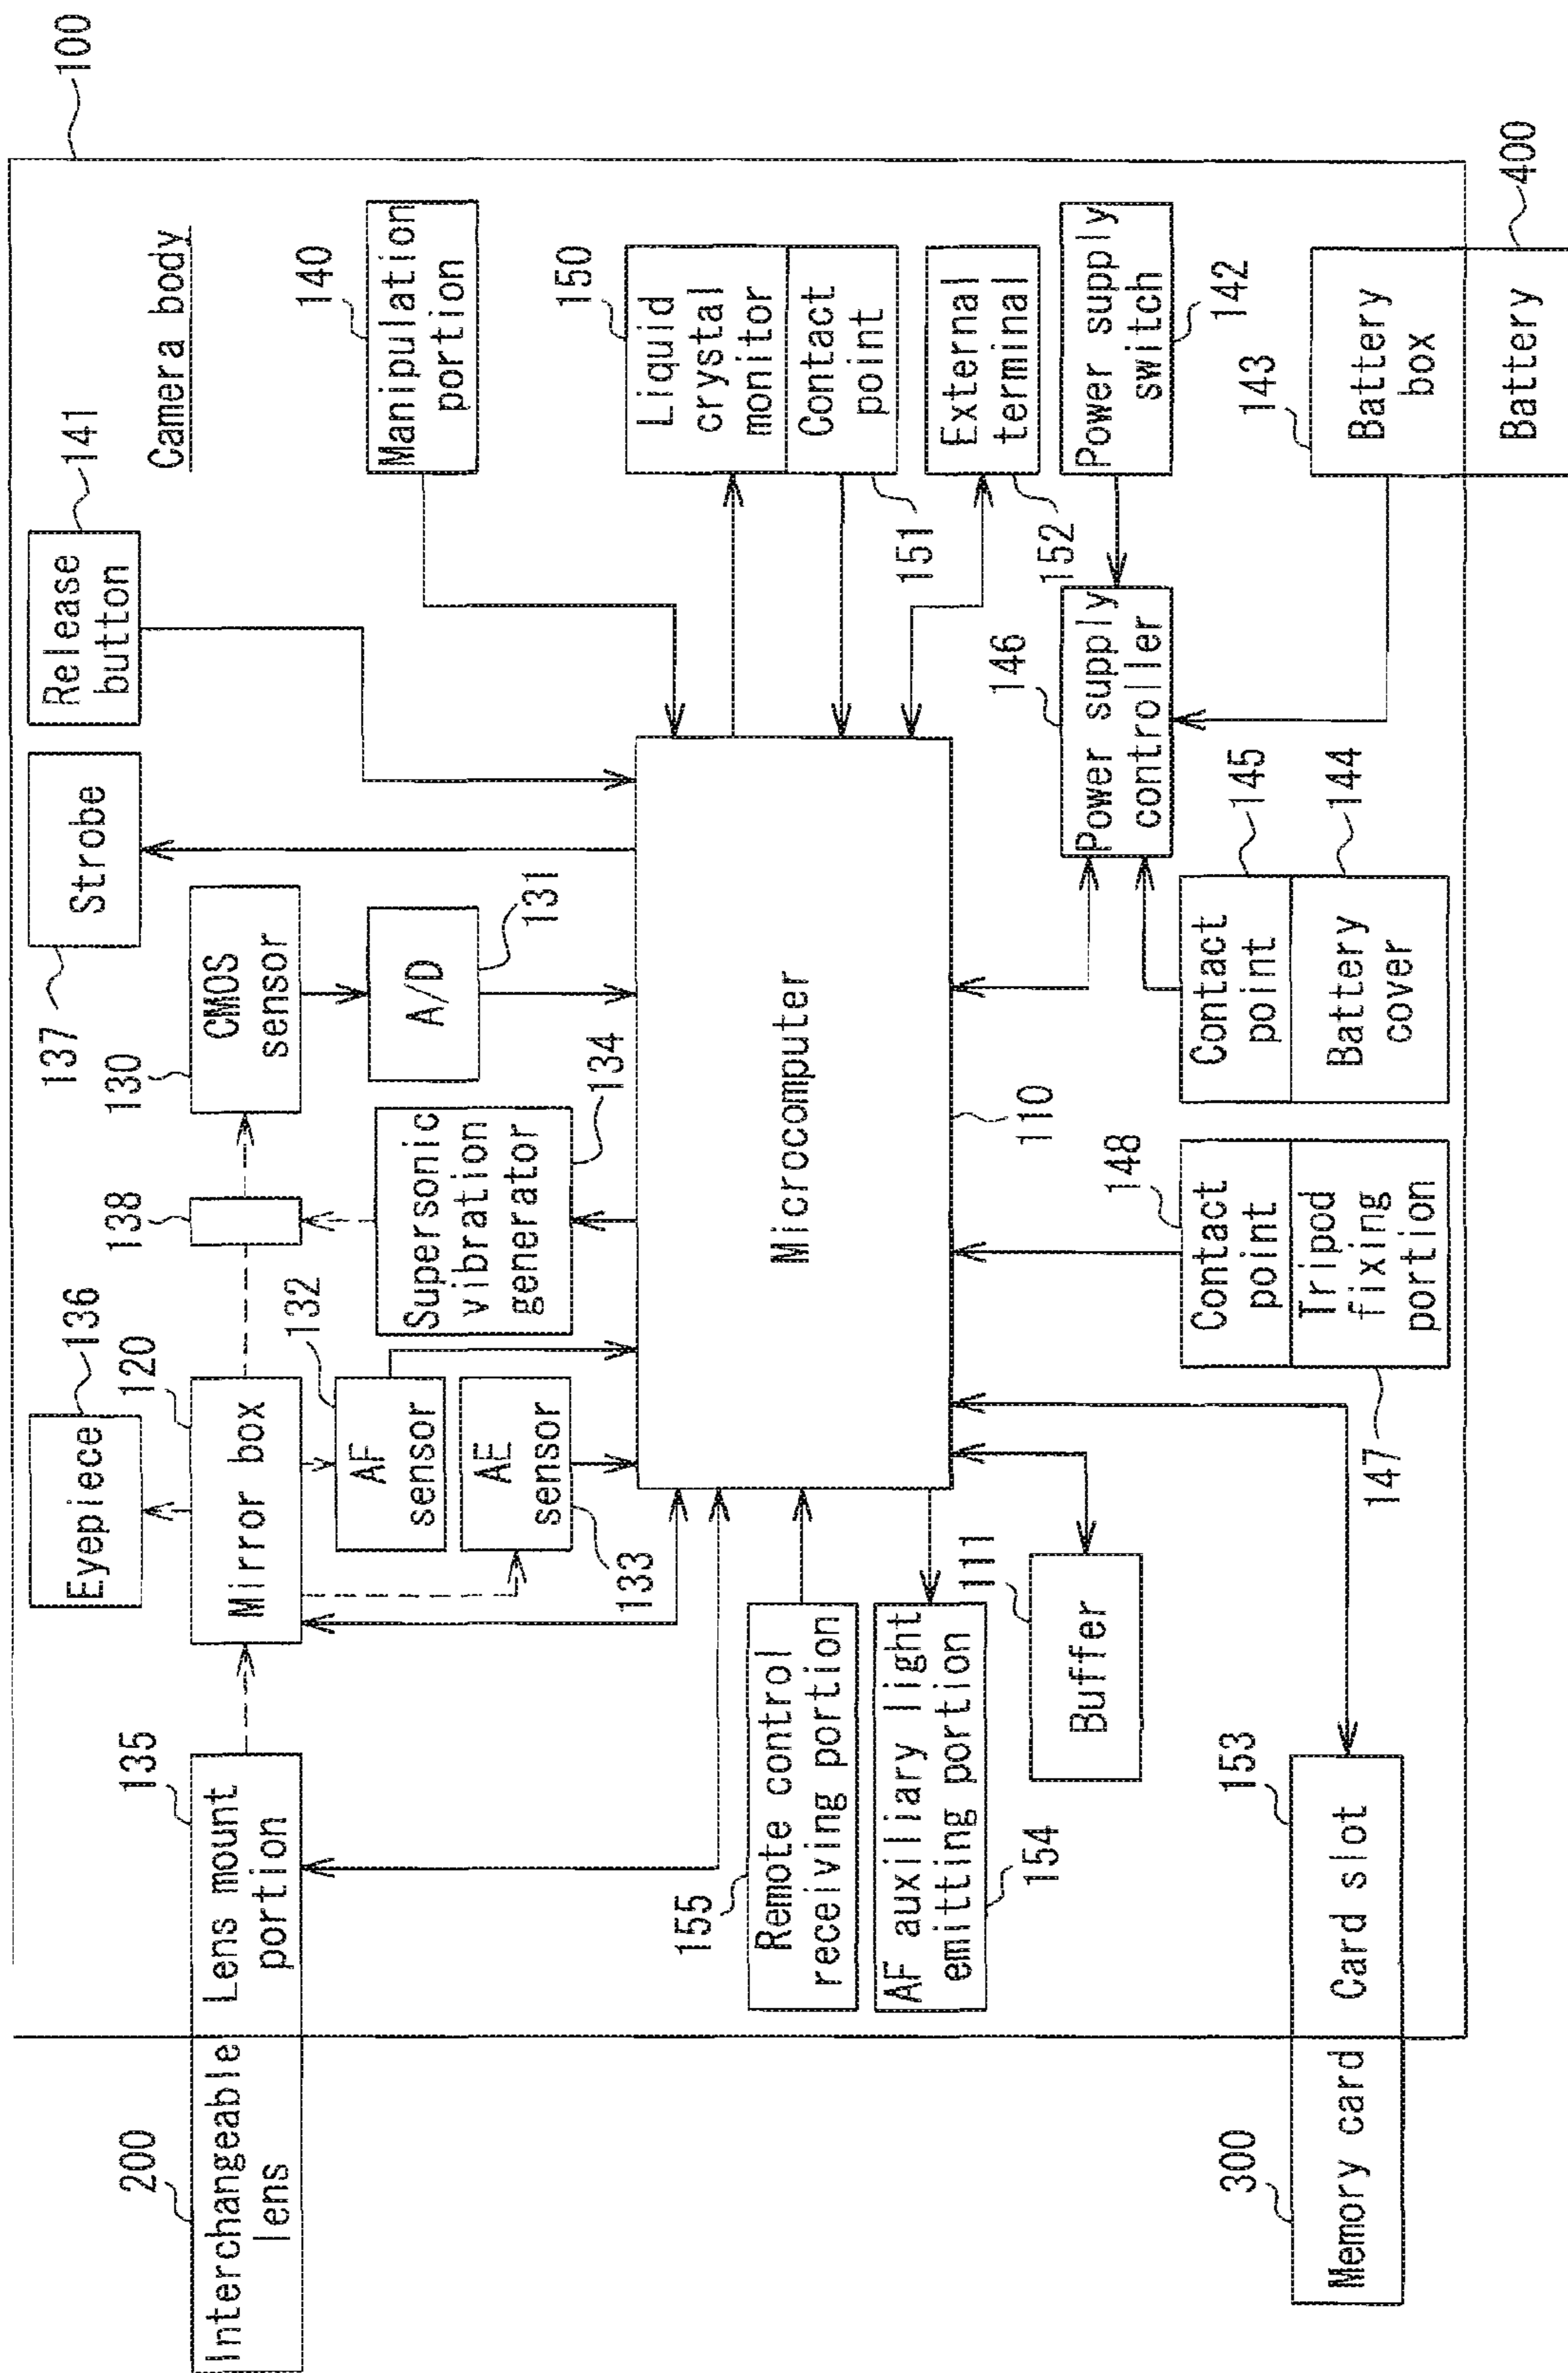 100
Camera body
200
Interchangeable
lens
135
Lens mount
portion
Eyepiece
136
120
Mirror box
132
AF
sensor
AE
sensor
133
138
130
CMOS
sensor
137
Strobe
Release
button
141
A/D
131
Supersonic
vibration
generator
134
140
Manipulation
portion
155
Remote control
receiving portion
AF auxiliary light
emitting portion
154
111
Buffer
Microcomputer
110
150
Liquid
crystal
monitor
Contact
point
151
External
terminal
152
Power supply
switch
142
146
Power supply
controller
Contact
point
145
Battery
cover
144
Contact
point
148
Tripod
fixing
portion
147
143
Battery
box
Battery
400
153
Card slot
300
Memory card